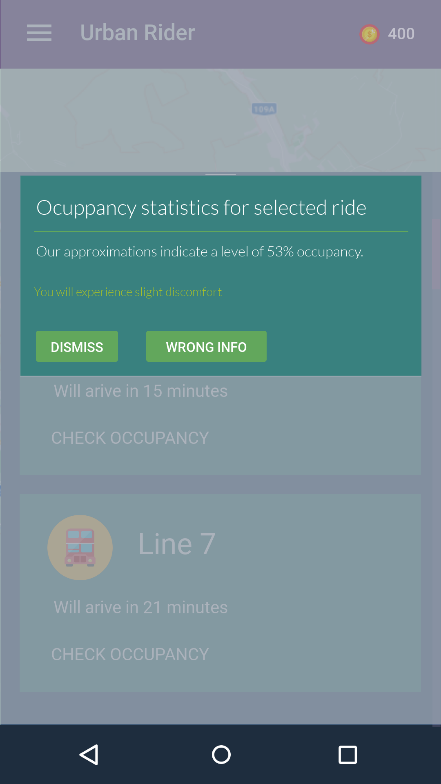 Urban Rider
400
109A
Ocuppancy statistics for selected ride
Our approximations indicate a level of 53% occupancy.
You will experience slight discomfort
DISMISS
WRONG INFO
Will arive in 15 minutes
CHECK OCCUPANCY
Line 7
Will arive in 21 minutes
CHECK OCCUPANCY